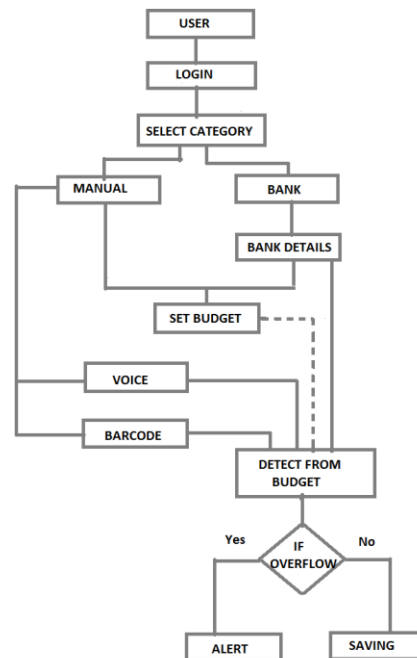 USER
LOGIN
SELECT CATEGORY
MANUAL
BANK
BANK DETAILS
SET BUDGET
VOICE
BARCODE
DETECT FROM
BUDGET
Yes
No
IF
OVERFLOW
ALERT
SAVING